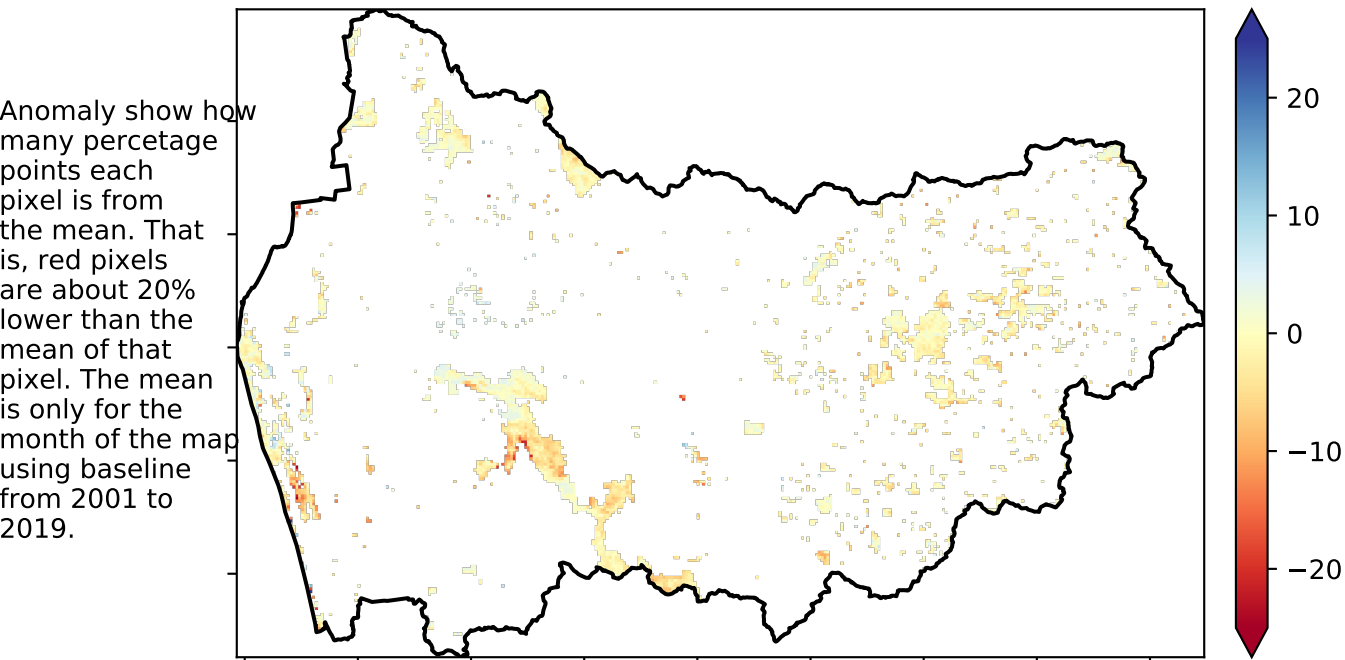 Anomaly show how
many percetage
points each
pixel is from
the mean. That
is, red pixels
are about 20%
lower than the
mean of that
pixel. The mean
is only for the
month of the map
using baseline
from 2001 to
2019.
20
10
0
−10
−20